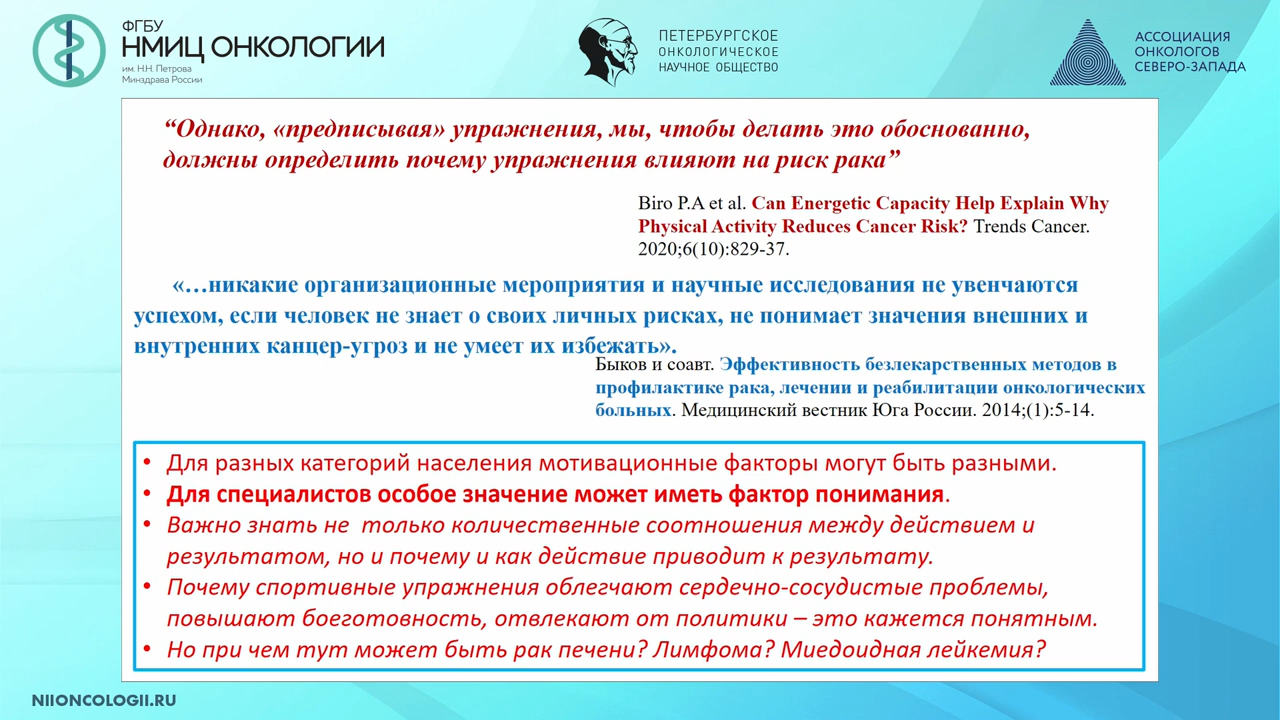 ФГБУ
НМИЦ ОНКОЛОГИИ
им. Н.Н. Петрова
Минздрава России
ПЕТЕРБУРГСКОЕ
ОНКОЛОГИЧЕСКОЕ
НАУЧНОЕ ОБЩЕСТВО
АССОЦИАЦИЯ
ОНКОЛОГОВ
СЕВЕРО-ЗАПАДА
“Однако, «предписывая» упражнения, мы, чтобы делать это обоснованно,
должны определить почему упражнения влияют на риск рака”
Biro P.A et al. Can Energetic Capacity Help Explain Why
Physical Activity Reduces Cancer Risk? Trends Cancer.
2020;6(10):829-37.
«…никакие организационные мероприятия и научные исследования не увенчаются
успехом, если человек не знает о своих личных рисках, не понимает значения внешних и
внутренних канцер-угроз и не умеет их избежать».
Быков и соавт. Эффективность безлекарственных методов в
профилактике рака, лечении и реабилитации онкологических
больных. Медицинский вестник Юга России. 2014;(1):5-14.
• Для разных категорий населения мотивационные факторы могут быть разными.
• Для специалистов особое значение может иметь фактор понимания.
• Важно знать не только количественные соотношения между действием и
результатом, но и почему и как действие приводит к результату.
• Почему спортивные упражнения облегчают сердечно-сосудистые проблемы,
повышают боеготовность, отвлекают от политики – это кажется понятным.
• Но при чем тут может быть рак печени? Лимфома? Миедоидная лейкемия?
NIIONCOLOGII.RU